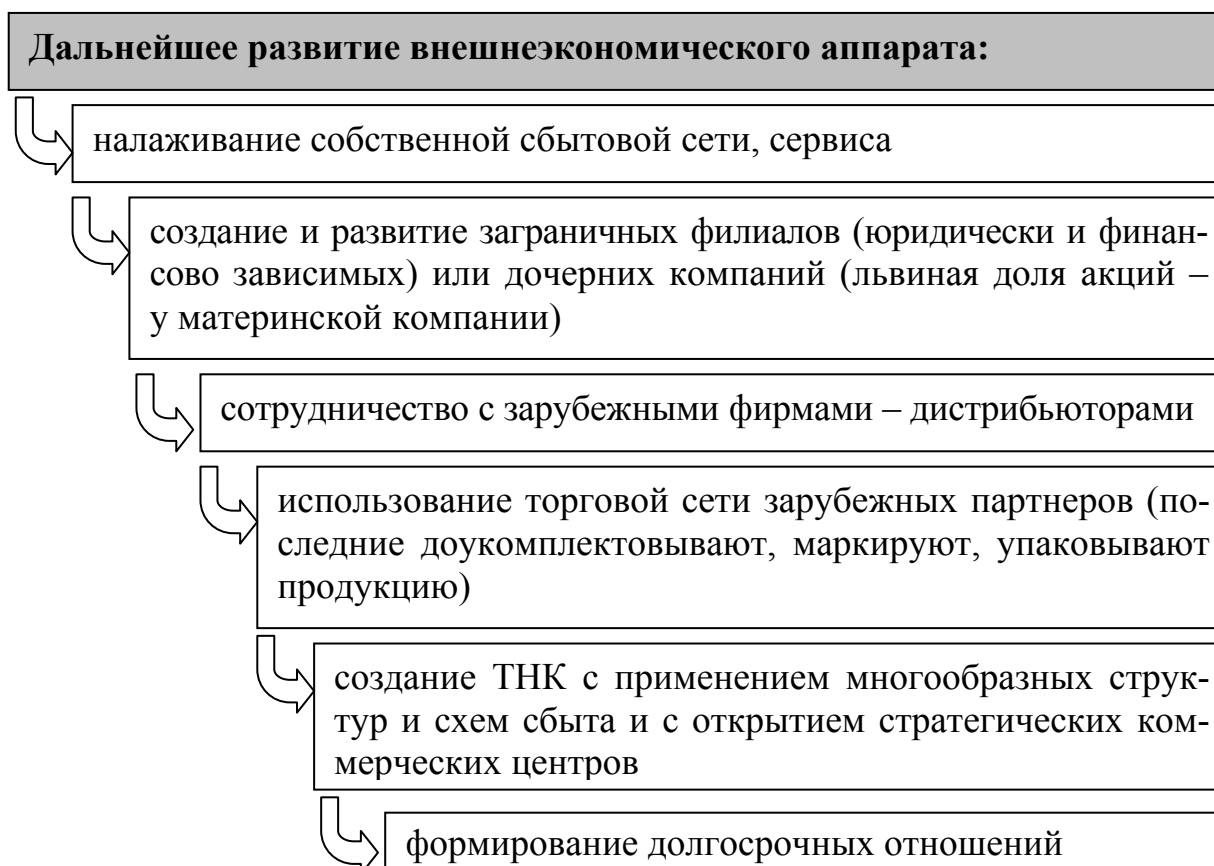 Дальнейшее развитие внешнеэкономического аппарата:
налаживание собственной сбытовой сети, сервиса
создание и развитие заграничных филиалов (юридически и финан-
сово зависимых) или дочерних компаний (львиная доля акций –
у материнской компании)
сотрудничество с зарубежными фирмами – дистрибьюторами
использование торговой сети зарубежных партнеров (по-
следние доукомплектовывают, маркируют, упаковывают
продукцию)
создание ТНК с применением многообразных струк-
тур и схем сбыта и с открытием стратегических ком-
мерческих центров
формирование долгосрочных отношений